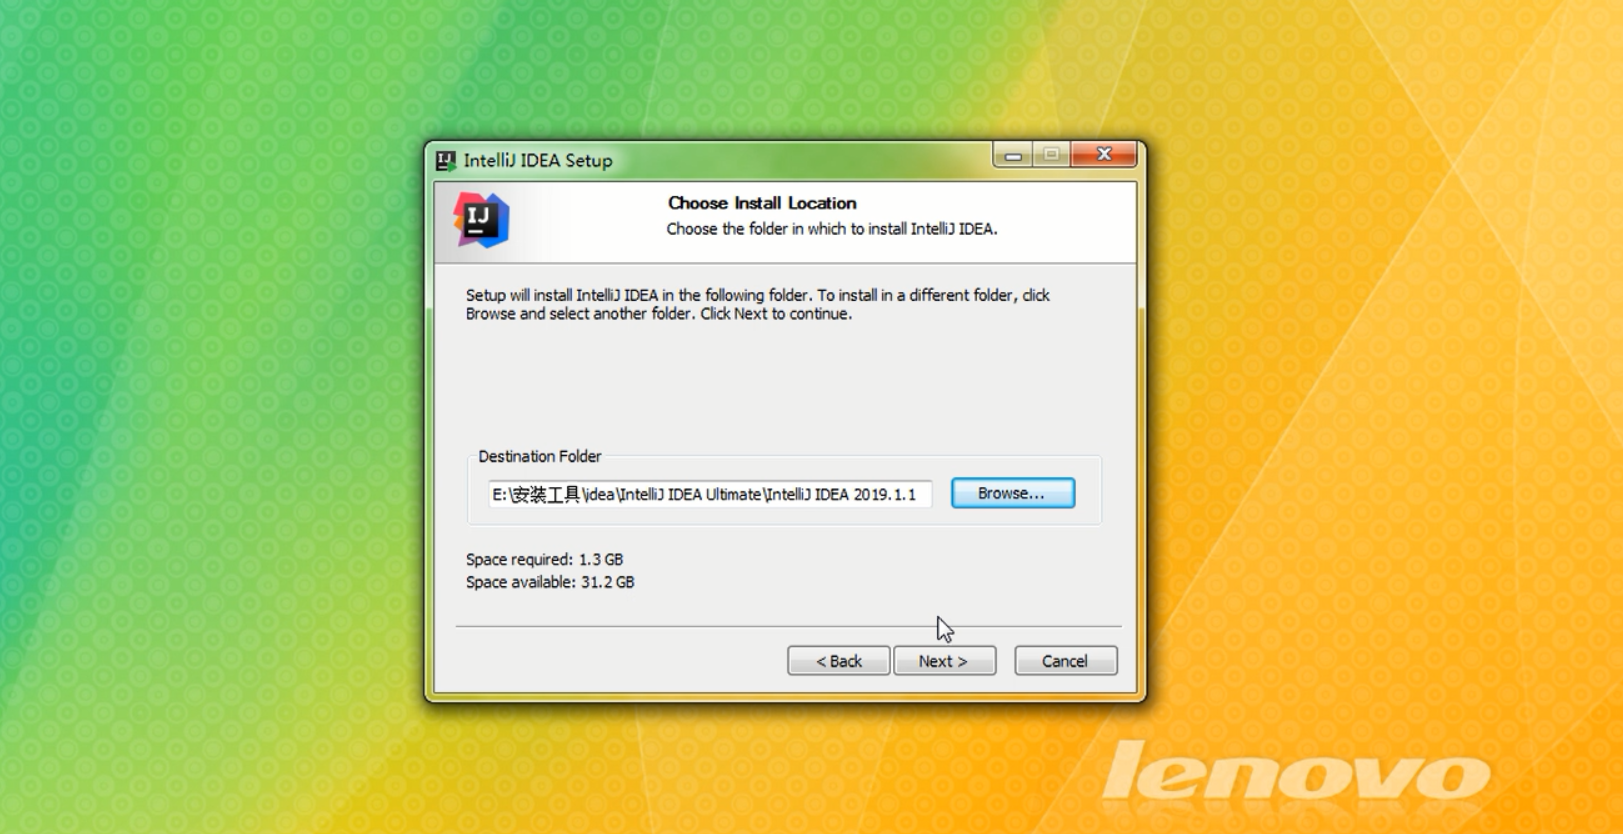 IntelliJ IDEA Setup
IJ
Choose Install Location
Choose the folder in which to install IntelliJ IDEA.
Setup will install IntelliJ IDEA in the following folder. To install in a different folder, click
Browse and select another folder. Click Next to continue.
Destination Folder
E:\安装工具\idea\IntelliJ IDEA Ultimate\IntelliJ IDEA 2019.1.1
Browse...
Space required: 1.3 GB
Space available: 31.2 GB
< Back
Next >
Cancel
lenovo